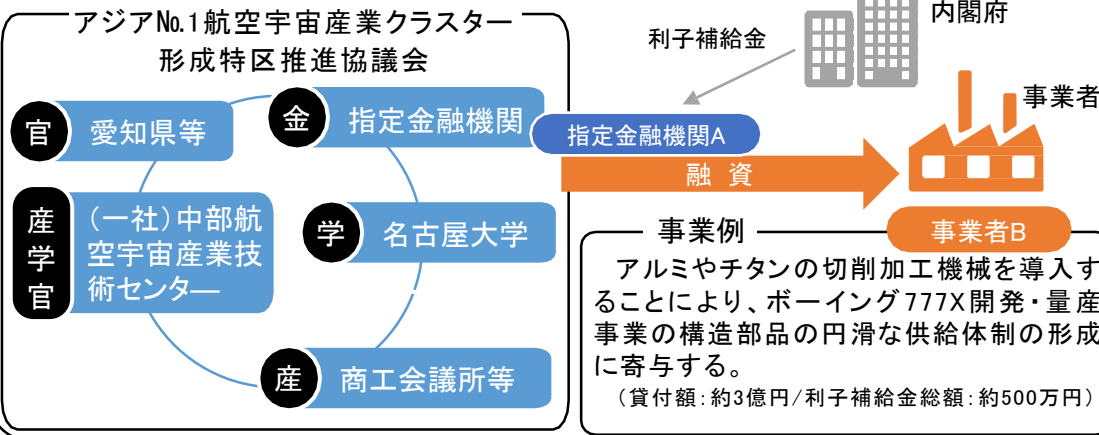 アジア№1航空宇宙産業クラスター
形成特区推進協議会
官
愛知県等
金
指定金融機関
産学官
（一社）中部航
空宇宙産業技
術センター
学
名古屋大学
産
商工会議所等
利子補給金
内閣府
指定金融機関A
融 資
事業者
事業者B
事業例
アルミやチタンの切削加工機械を導入す
ることにより、ボーイング777X開発・量産
事業の構造部品の円滑な供給体制の形成
に寄与する。
（貸付額：約3億円/利子補給金総額：約500万円）